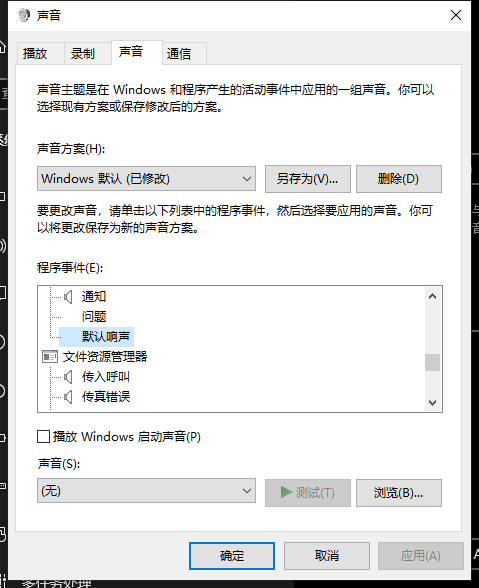 声音
播放
录制
声音
通信
声音主题是在 Windows 和程序产生的活动事件中应用的一组声音。你可
以选择现有方案或保存修改后的方案。
声音方案(H):
Windows 默认 (已修改)
另存为(V)...
删除(D)
要更改声音，请单击以下列表中的程序事件，然后选择要应用的声音。你可
以将更改保存为新的声音方案。
程序事件(E):
通知
问题
默认响声
文件资源管理器
传入呼叫
传真错误
播放 Windows 启动声音(P)
声音(S):
(无)
测试(T)
浏览(B)...
确定
取消
应用(A)
多任务处理